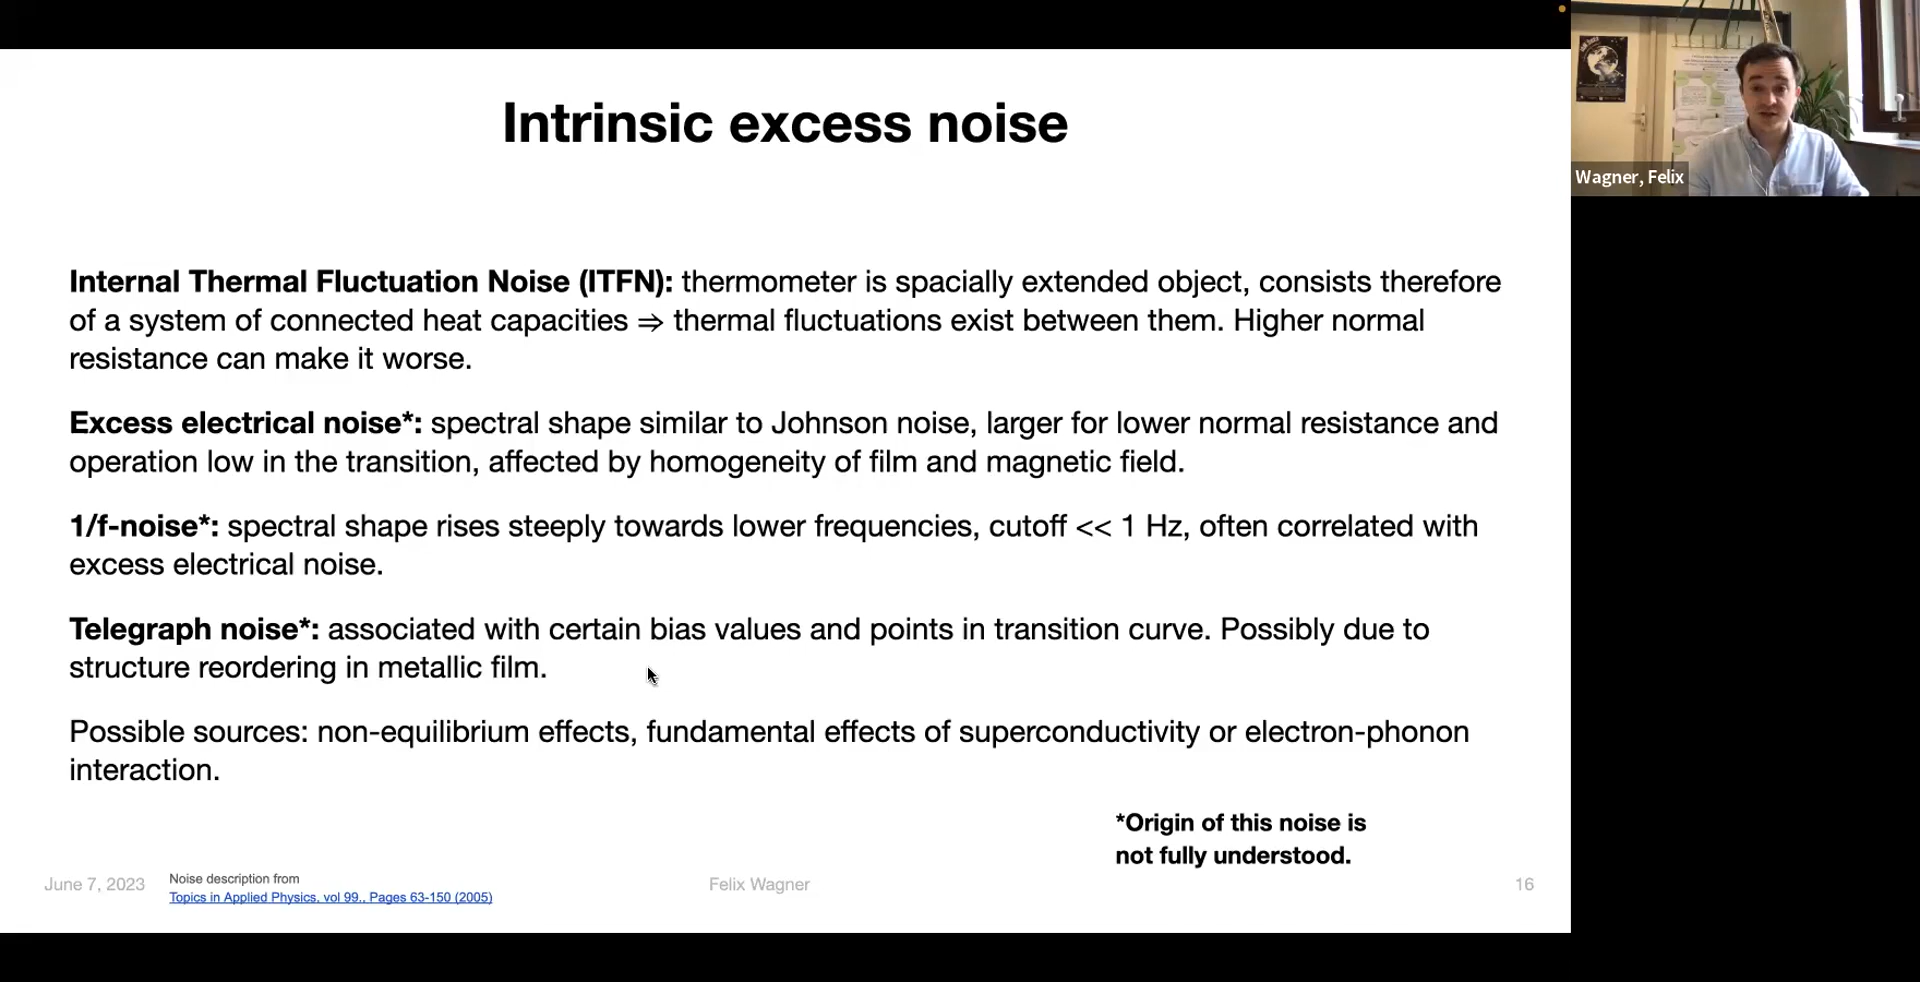 Intrinsic excess noise
Wagner, Felix
Internal Thermal Fluctuation Noise (ITFN): thermometer is spacially extended object, consists therefore
of a system of connected heat capacities ⇒ thermal fluctuations exist between them. Higher normal
resistance can make it worse.
Excess electrical noise*: spectral shape similar to Johnson noise, larger for lower normal resistance and
operation low in the transition, affected by homogeneity of film and magnetic field.
1/f-noise*: spectral shape rises steeply towards lower frequencies, cutoff << 1 Hz, often correlated with
excess electrical noise.
Telegraph noise*: associated with certain bias values and points in transition curve. Possibly due to
structure reordering in metallic film.
Possible sources: non-equilibrium effects, fundamental effects of superconductivity or electron-phonon
interaction.
*Origin of this noise is
not fully understood.
June 7, 2023
Noise description from
Topics in Applied Physics, vol 99., Pages 63-150 (2005)
Felix Wagner
16